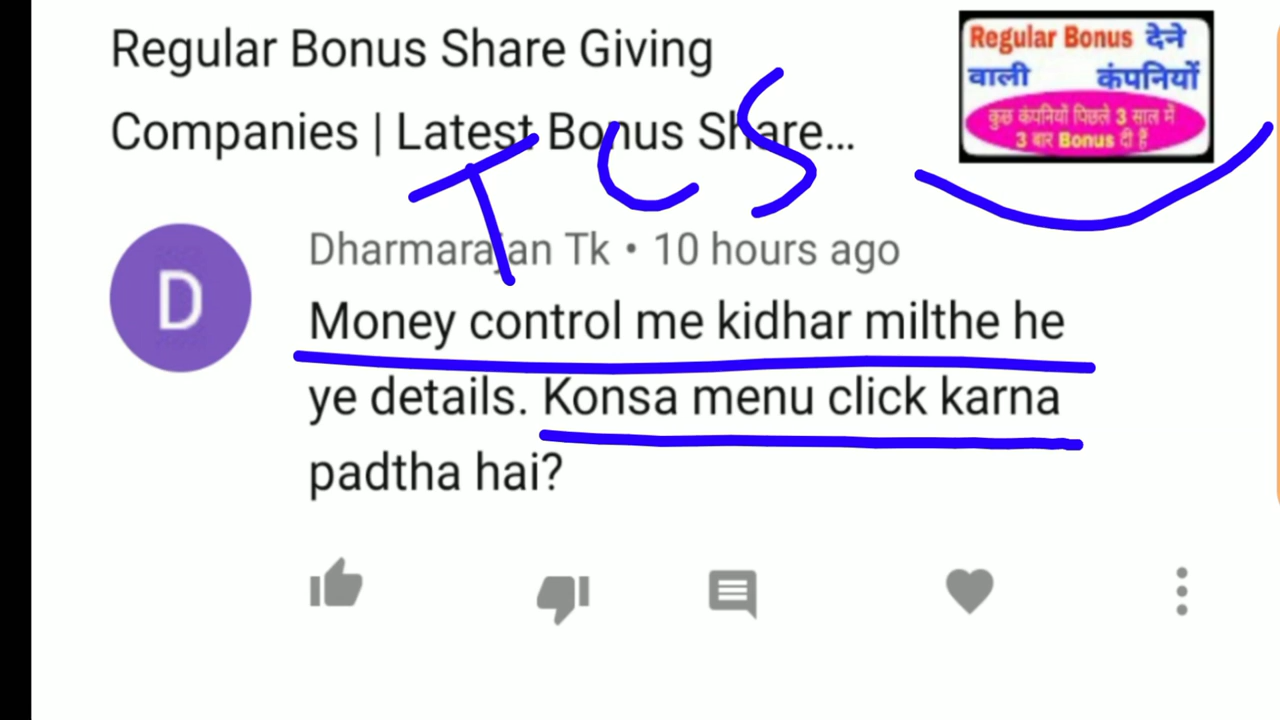 Regular Bonus Share Giving
Companies | Latest Bonus Share...
Regular Bonus देने
वाली कंपनियों
कुछ कंपनियों पिछले 3 साल में
3 बार Bonus दी है
TCS
D
Dharmarajan Tk • 10 hours ago
Money control me kidhar milthe he
ye details. Konsa menu click karna
padtha hai?